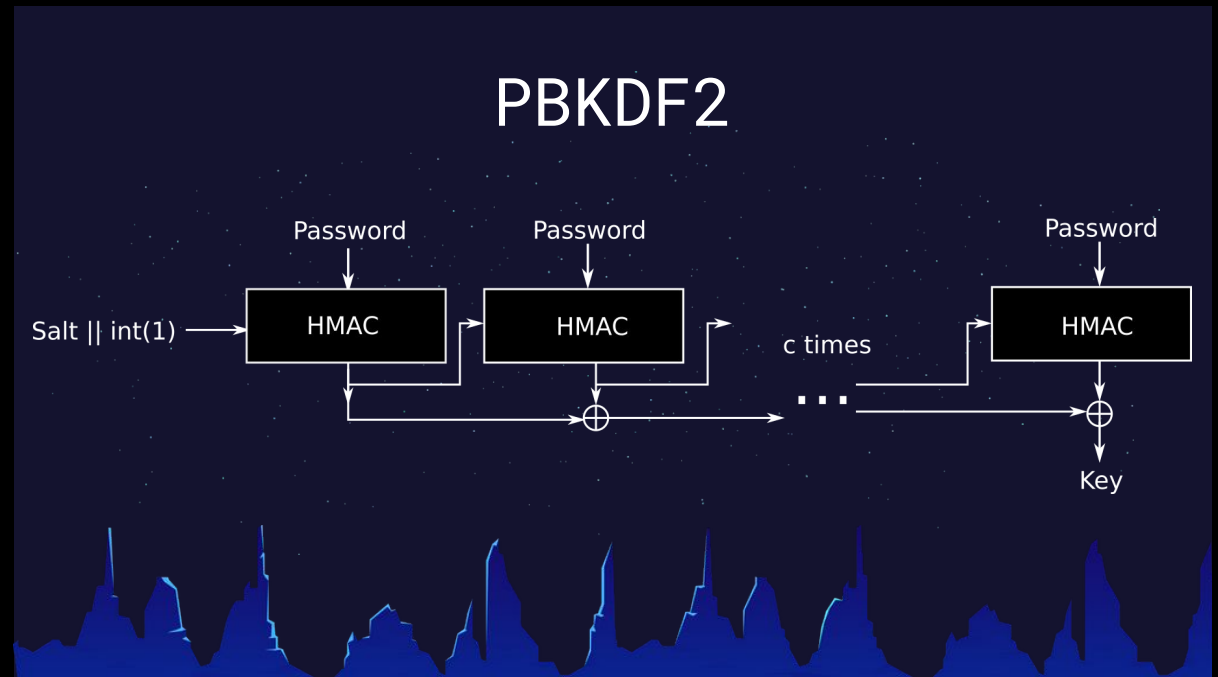 PBKDF2
Password
Password
Password
Salt || int(1)
HMAC
HMAC
HMAC
c times
...
Key